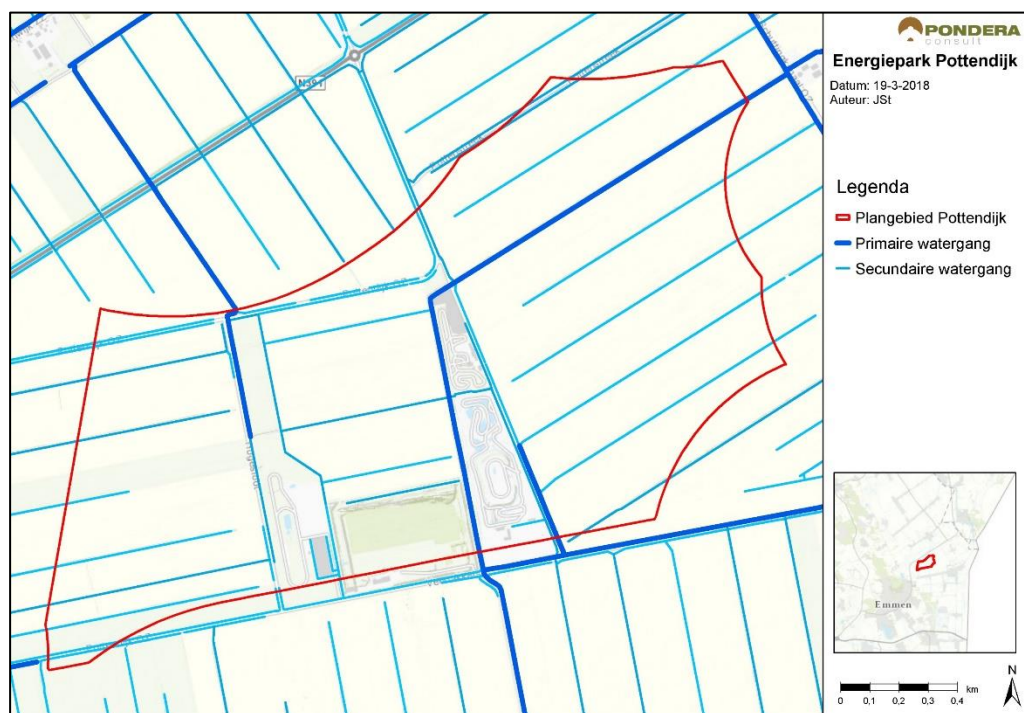 PONDERA
consult
Energiepark Pottendijk
Datum: 19-3-2018
Auteur: JSt
Legenda
Plangebied Pottendijk
Primaire watergang
Secundaire watergang
N391
Emmen
N
0 0,1 0,2 0,3 0,4 km